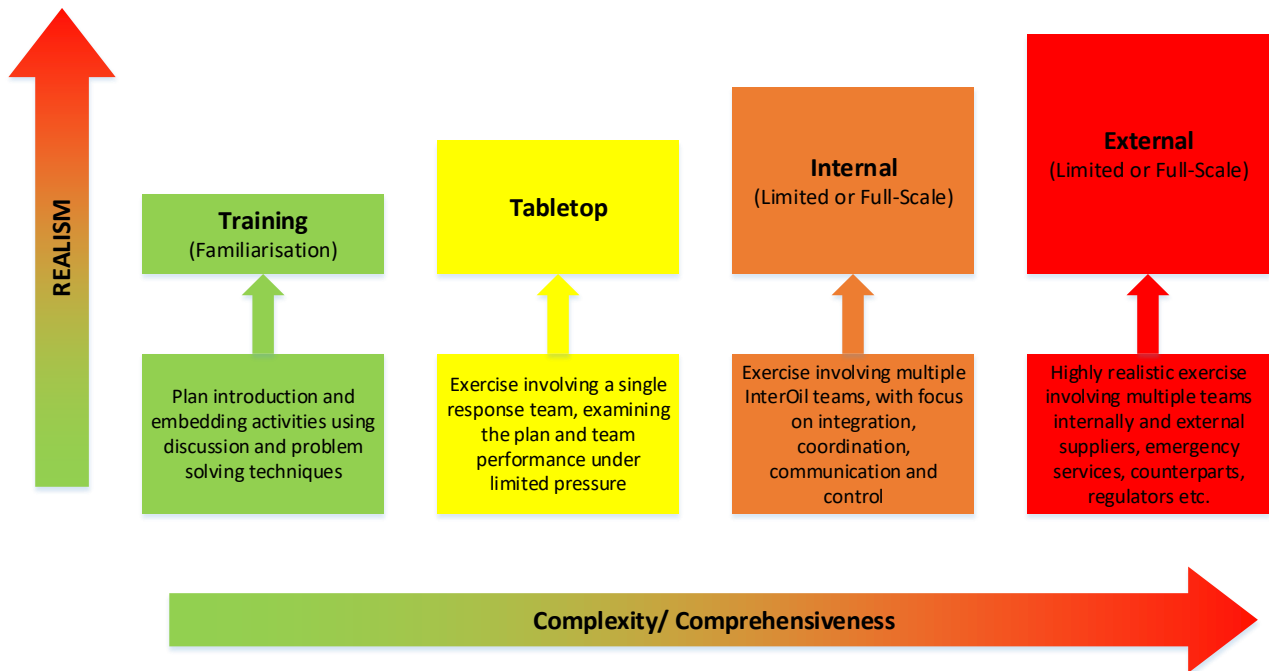 REALISM
Training
(Familiarisation)
Plan introduction and
embedding activities using
discussion and problem
solving techniques
Tabletop
Exercise involving a single
response team, examining
the plan and team
performance under
limited pressure
Internal
(Limited or Full-Scale)
Exercise involving multiple
InterOil teams, with focus
on integration,
coordination,
communication and
control
External
(Limited or Full-Scale)
Highly realistic exercise
involving multiple teams
internally and external
suppliers, emergency
services, counterparts,
regulators etc.
Complexity/ Comprehensiveness